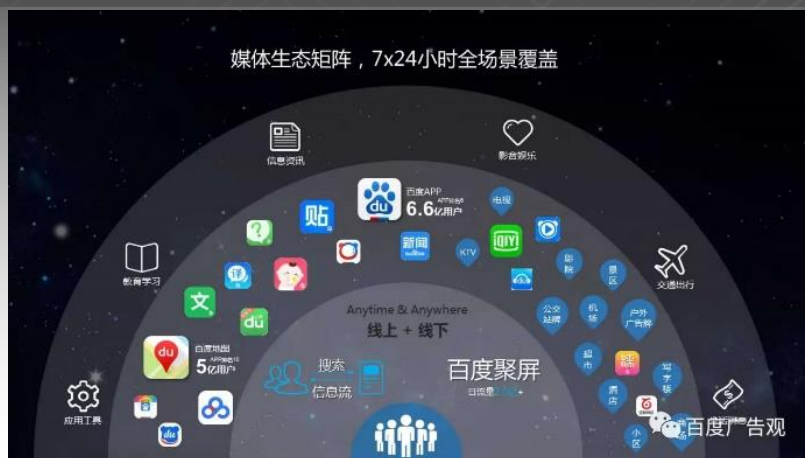 媒体生态矩阵，7x24小时全场景覆盖
信息资讯
影音娱乐
教育学习
交通出行
应用工具
百度APP
6.6亿用户
du
贴
电视
iQIYI
新闻
KTV
影院
景区
译
文
du
公交站牌
机场
户外广告牌
Anytime & Anywhere
线上 + 线下
du
百度地图
5亿用户
搜索
信息流
百度聚屏
超市
酒店
写字楼
小区
du
百度广告观